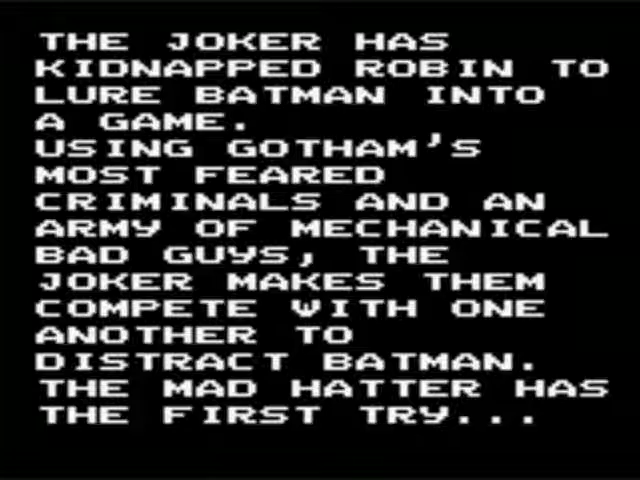 THE JOKER HAS
KIDNAPPED ROBIN TO
LURE BATMAN INTO
A GAME.
USING GOTHAM'S
MOST FEARED
CRIMINALS AND AN
ARMY OF MECHANICAL
BAD GUYS, THE
JOKER MAKES THEM
COMPETE WITH ONE
ANOTHER TO
DISTRACT BATMAN.
THE MAD HATTER HAS
THE FIRST TRY...